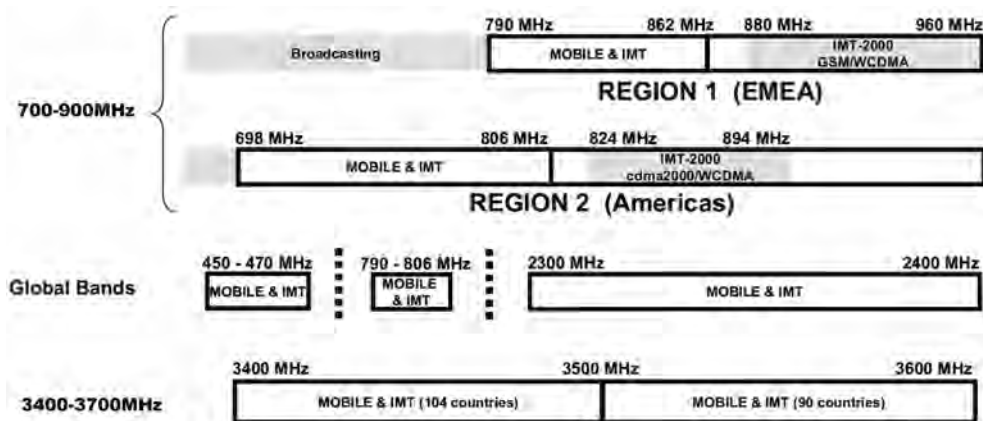 790 MHz 862 MHz 880 MHz 960 MHz
Broadcasting MOBILE & IMT IMT-2000
GSM/WCDMA
REGION 1 (EMEA)
700-900MHz
698 MHz 806 MHz 824 MHz 894 MHz
MOBILE & IMT IMT-2000
cdma2000/WCDMA
REGION 2 (Americas)
450 - 470 MHz 790 - 806 MHz 2300 MHz 2400 MHz
Global Bands MOBILE & IMT MOBILE
& IMT MOBILE & IMT
3400 MHz 3500 MHz 3600 MHz
3400-3700MHz MOBILE & IMT (104 countries) MOBILE & IMT (90 countries)